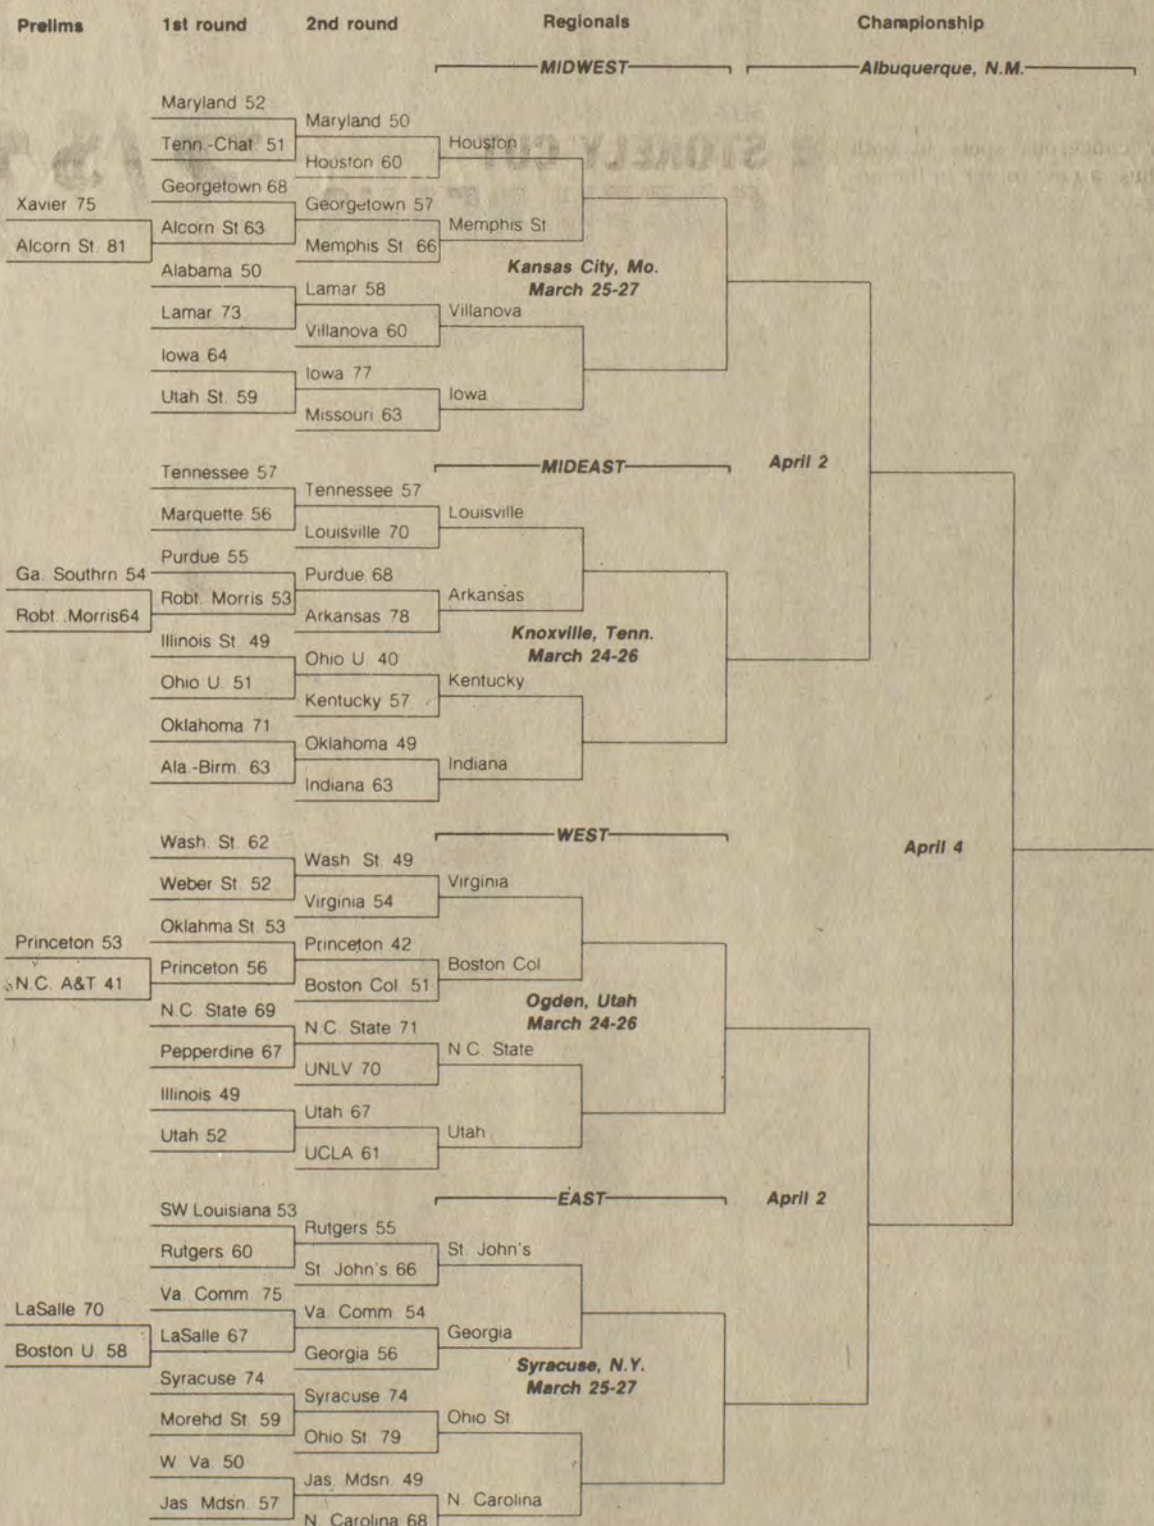 Prelims
1st round
2nd round
Regionals
Championship
MIDWEST
Albuquerque, N.M.
Maryland 52
Tenn.-Chat. 51
Georgetown 68
Xavier 75
Alcorn St. 81
Alcorn St 63
Alabama 50
Lamar 73
Iowa 64
Utah St. 59
Maryland 50
Houston 60
Georgetown 57
Memphis St 66
Lamar 58
Villanova 60
Iowa 77
Missouri 63
Houston
Memphis St
Kansas City, Mo.
March 25-27
Villanova
Iowa
MIDEAST
April 2
Tennessee 57
Marquette 56
Purdue 55
Ga. Southrn 54
Robt. Morris64
Robt. Morris 53
Illinois St 49
Ohio U. 51
Oklahoma 71
Ala.-Birm. 63
Tennessee 57
Louisville 70
Purdue 68
Arkansas 78
Ohio U 40
Kentucky 57
Oklahoma 49
Indiana 63
Louisville
Arkansas
Knoxville, Tenn.
March 24-26
Kentucky
Indiana
WEST
April 4
Wash. St. 62
Weber St. 52
Oklahma St 53
Princeton 53
N.C. A&T 41
Princeton 56
N.C. State 69
Pepperdine 67
Illinois 49
Utah 52
Wash St 49
Virginia 54
Princeton 42
Boston Col 51
N.C. State 71
UNLV 70
Utah 67
UCLA 61
Virginia
Boston Col
Ogden, Utah
March 24-26
N.C. State
Utah
EAST
April 2
SW Louisiana 53
Rutgers 60
Va. Comm 75
LaSalle 70
Boston U 58
LaSalle 67
Syracuse 74
Morehd St 59
W Va 50
Jas Mdsn. 57
Rutgers 55
St. John's 66
Va Comm 54
Georgia 56
Syracuse 74
Ohio St. 79
Jas. Mdsn. 49
N. Carolina 68
St. John's
Georgia
Syracuse, N.Y.
March 25-27
Ohio St
N. Carolina